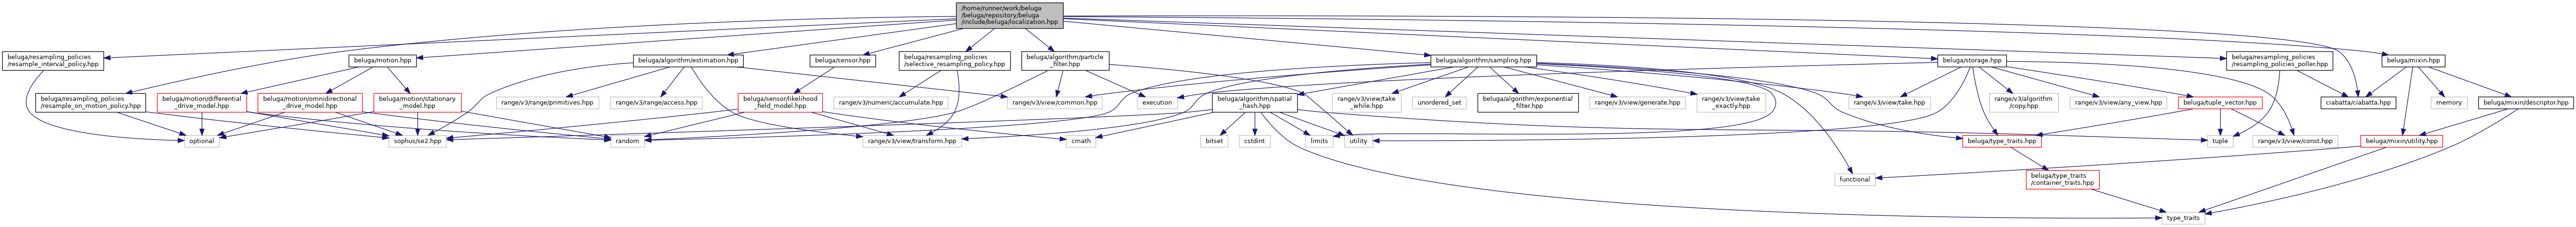 /home/runner/work/beluga
/beluga/repository/beluga
/include/beluga/localization.hpp
beluga/resampling_policies
/resample_interval_policy.hpp
beluga/motion.hpp
beluga/algorithm/estimation.hpp
beluga/sensor.hpp
beluga/resampling_policies
/selective_resampling_policy.hpp
beluga/algorithm/particle
_filter.hpp
beluga/algorithm/sampling.hpp
beluga/storage.hpp
beluga/resampling_policies
/resampling_policies_poller.hpp
beluga/mixin.hpp
beluga/resampling_policies
/resample_on_motion_policy.hpp
beluga/motion/differential
_drive_model.hpp
beluga/motion/omnidirectional
_drive_model.hpp
beluga/motion/stationary
_model.hpp
range/v3/range/primitives.hpp
range/v3/range/access.hpp
beluga/sensor/likelihood
_field_model.hpp
range/v3/numeric/accumulate.hpp
range/v3/view/common.hpp
execution
beluga/algorithm/spatial
_hash.hpp
range/v3/view/take
_while.hpp
unordered_set
beluga/algorithm/exponential
_filter.hpp
range/v3/view/generate.hpp
range/v3/view/take
_exactly.hpp
range/v3/view/take.hpp
range/v3/algorithm
/copy.hpp
range/v3/view/any_view.hpp
beluga/tuple_vector.hpp
ciabatta/ciabatta.hpp
memory
beluga/mixin/descriptor.hpp
optional
sophus/se2.hpp
random
range/v3/view/transform.hpp
cmath
bitset
cstdint
limits
utility
beluga/type_traits.hpp
tuple
range/v3/view/const.hpp
beluga/mixin/utility.hpp
functional
beluga/type_traits
/container_traits.hpp
type_traits